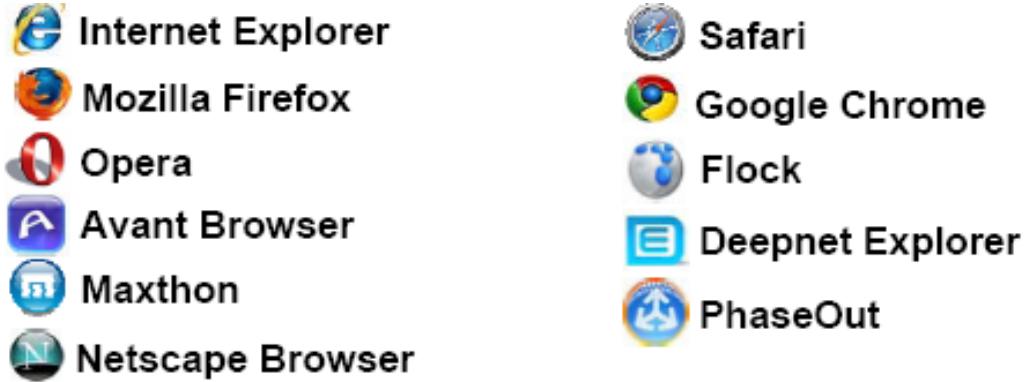 Internet Explorer
Mozilla Firefox
Opera
Avant Browser
Maxthon
Netscape Browser
Safari
Google Chrome
Flock
Deepnet Explorer
PhaseOut